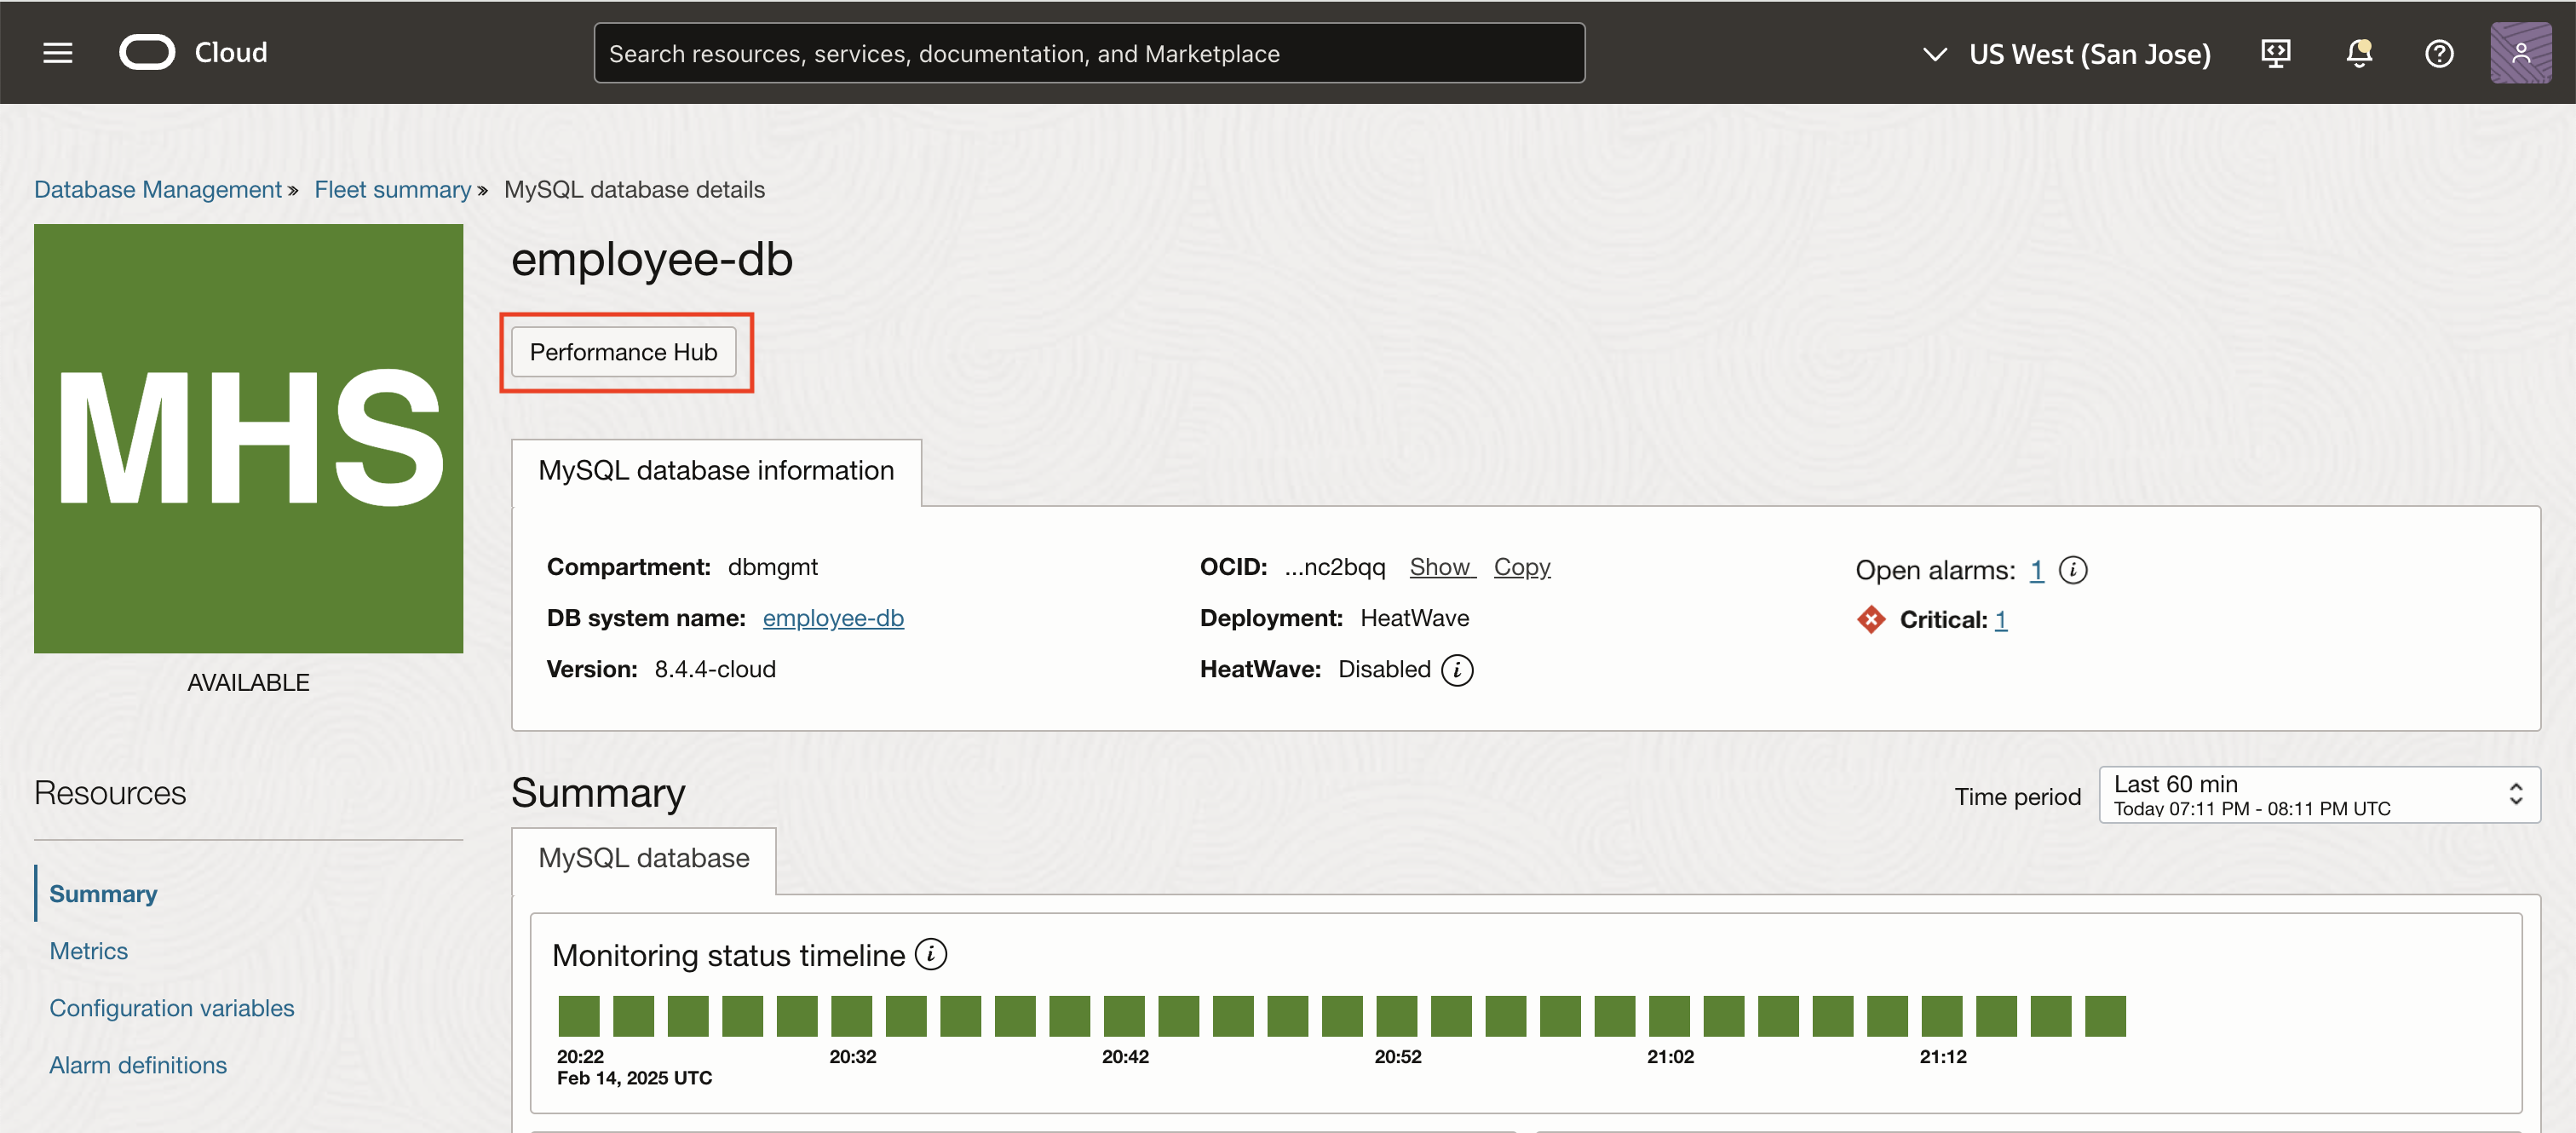 Cloud
Search resources, services, documentation, and Marketplace
US West (San Jose)
Database Management » Fleet summary » MySQL database details
MHS
AVAILABLE
employee-db
Performance Hub
MySQL database information
Compartment: dbmgmt
DB system name: employee-db
Version: 8.4.4-cloud
OCID: ...nc2bqq Show Copy
Deployment: HeatWave
HeatWave: Disabled i
Open alarms: 1 i
Critical: 1
Resources
Summary
Metrics
Configuration variables
Alarm definitions
Summary
Time period
Last 60 min
Today 07:11 PM - 08:11 PM UTC
MySQL database
Monitoring status timeline i
20:22 20:32 20:42 20:52 21:02 21:12
Feb 14, 2025 UTC